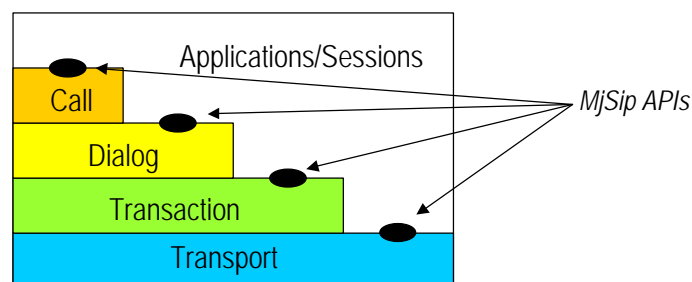 Applications/Sessions
Call
MjSip APIs
Dialog
Transaction
Transport